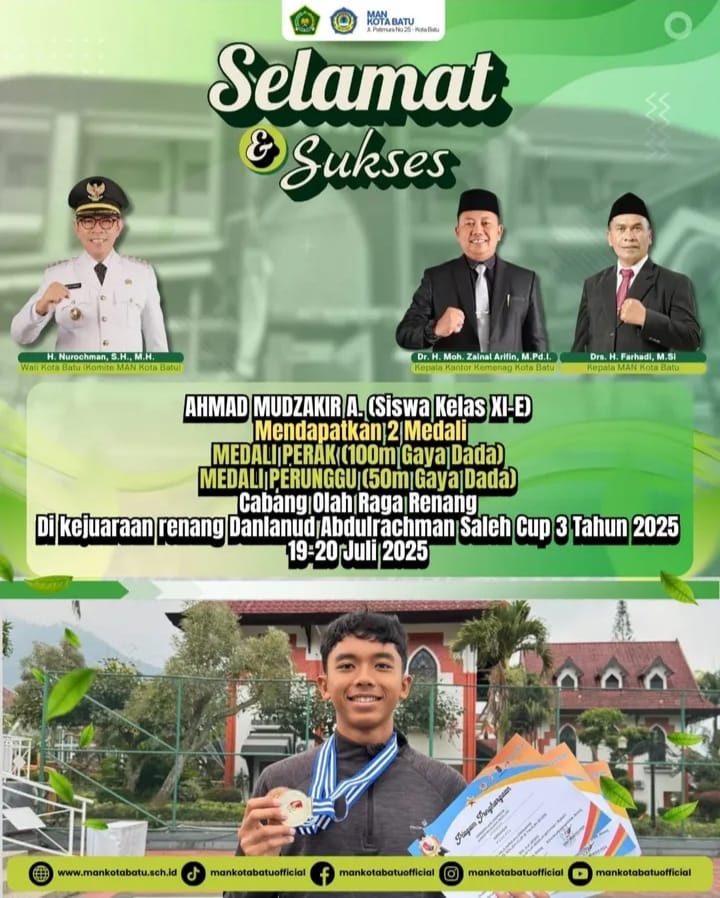 MAN
KOTA BATU
Jl. Patimura No 25 - Kota Batu
Selamat
& Sukses
H. Nurochman, S.H., M.H.
Wali Kota Batu (Komite MAN Kota Batu)
Dr. H. Moh. Zainal Arifin, M.Pd.I.
Kepala Kantor Kemenag Kota Batu
Drs. H. Farhadi, M.Si
Kepala MAN Kota Batu
AHMAD MUDZAKIR A. (Siswa Kelas XI-E)
Mendapatkan 2 Medali
MEDALI PERAK (100m Gaya Dada)
MEDALI PERUNGGU (50m Gaya Dada)
Cabang Olah Raga Renang
Di kejuaraan renang Danlanud Abdulrachman Saleh Cup 3 Tahun 2025
19-20 Juli 2025
Piagam Penghargaan
www.mankotabatu.sch.id mankotabatuofficial mankotabatuofficial mankotabatuofficial mankotabatuofficial